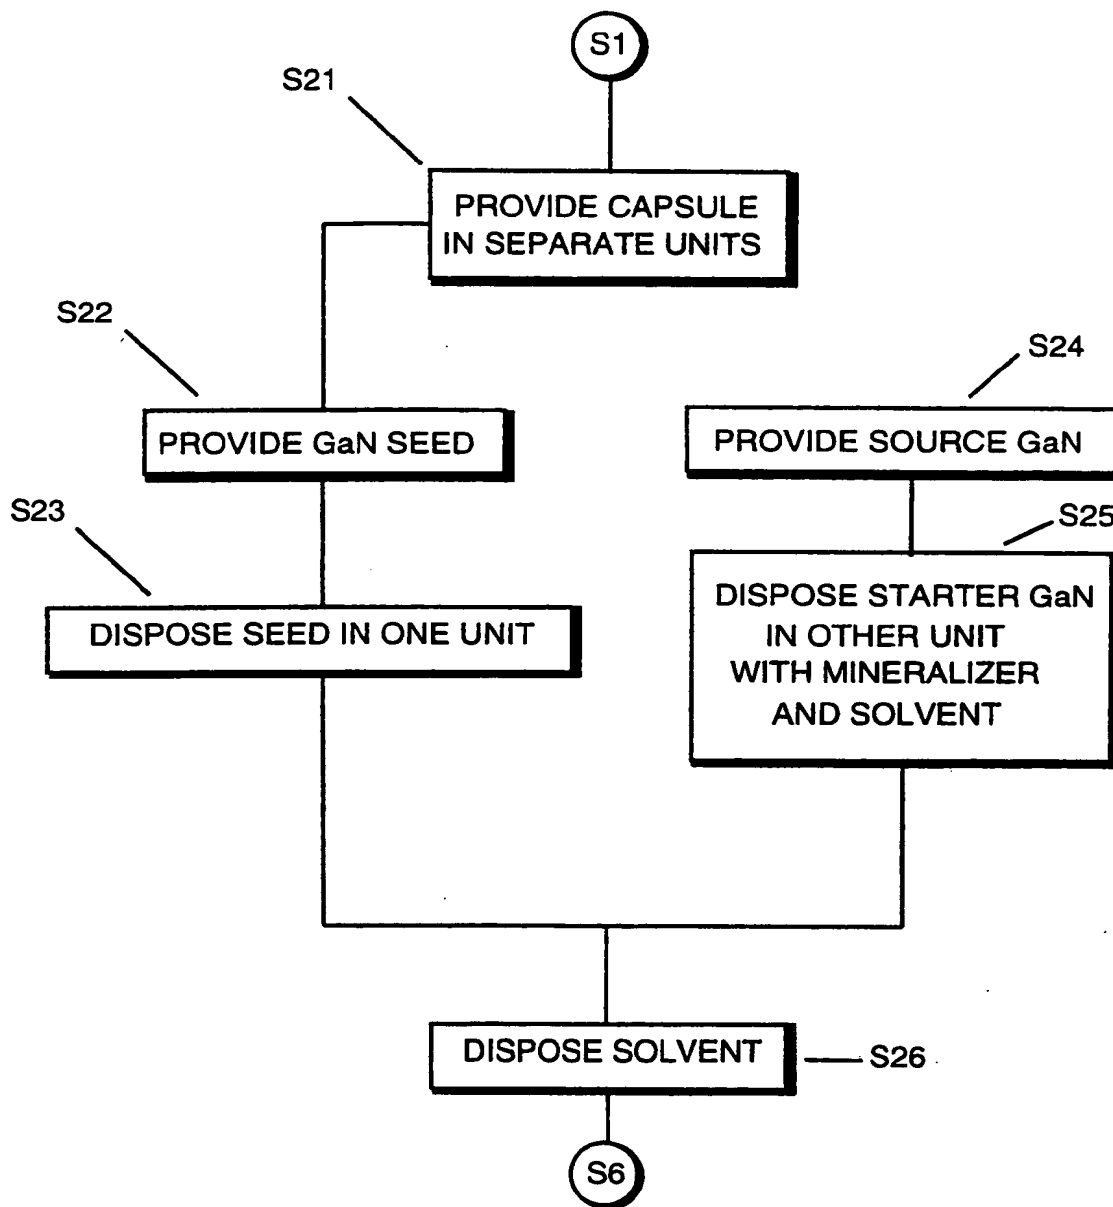 S1
S21
PROVIDE CAPSULE
IN SEPARATE UNITS
S22
S24
PROVIDE GaN SEED
PROVIDE SOURCE GaN
S23
S25
DISPOSE SEED IN ONE UNIT
DISPOSE STARTER GaN
IN OTHER UNIT
WITH MINERALIZER
AND SOLVENT
DISPOSE SOLVENT
S26
S6